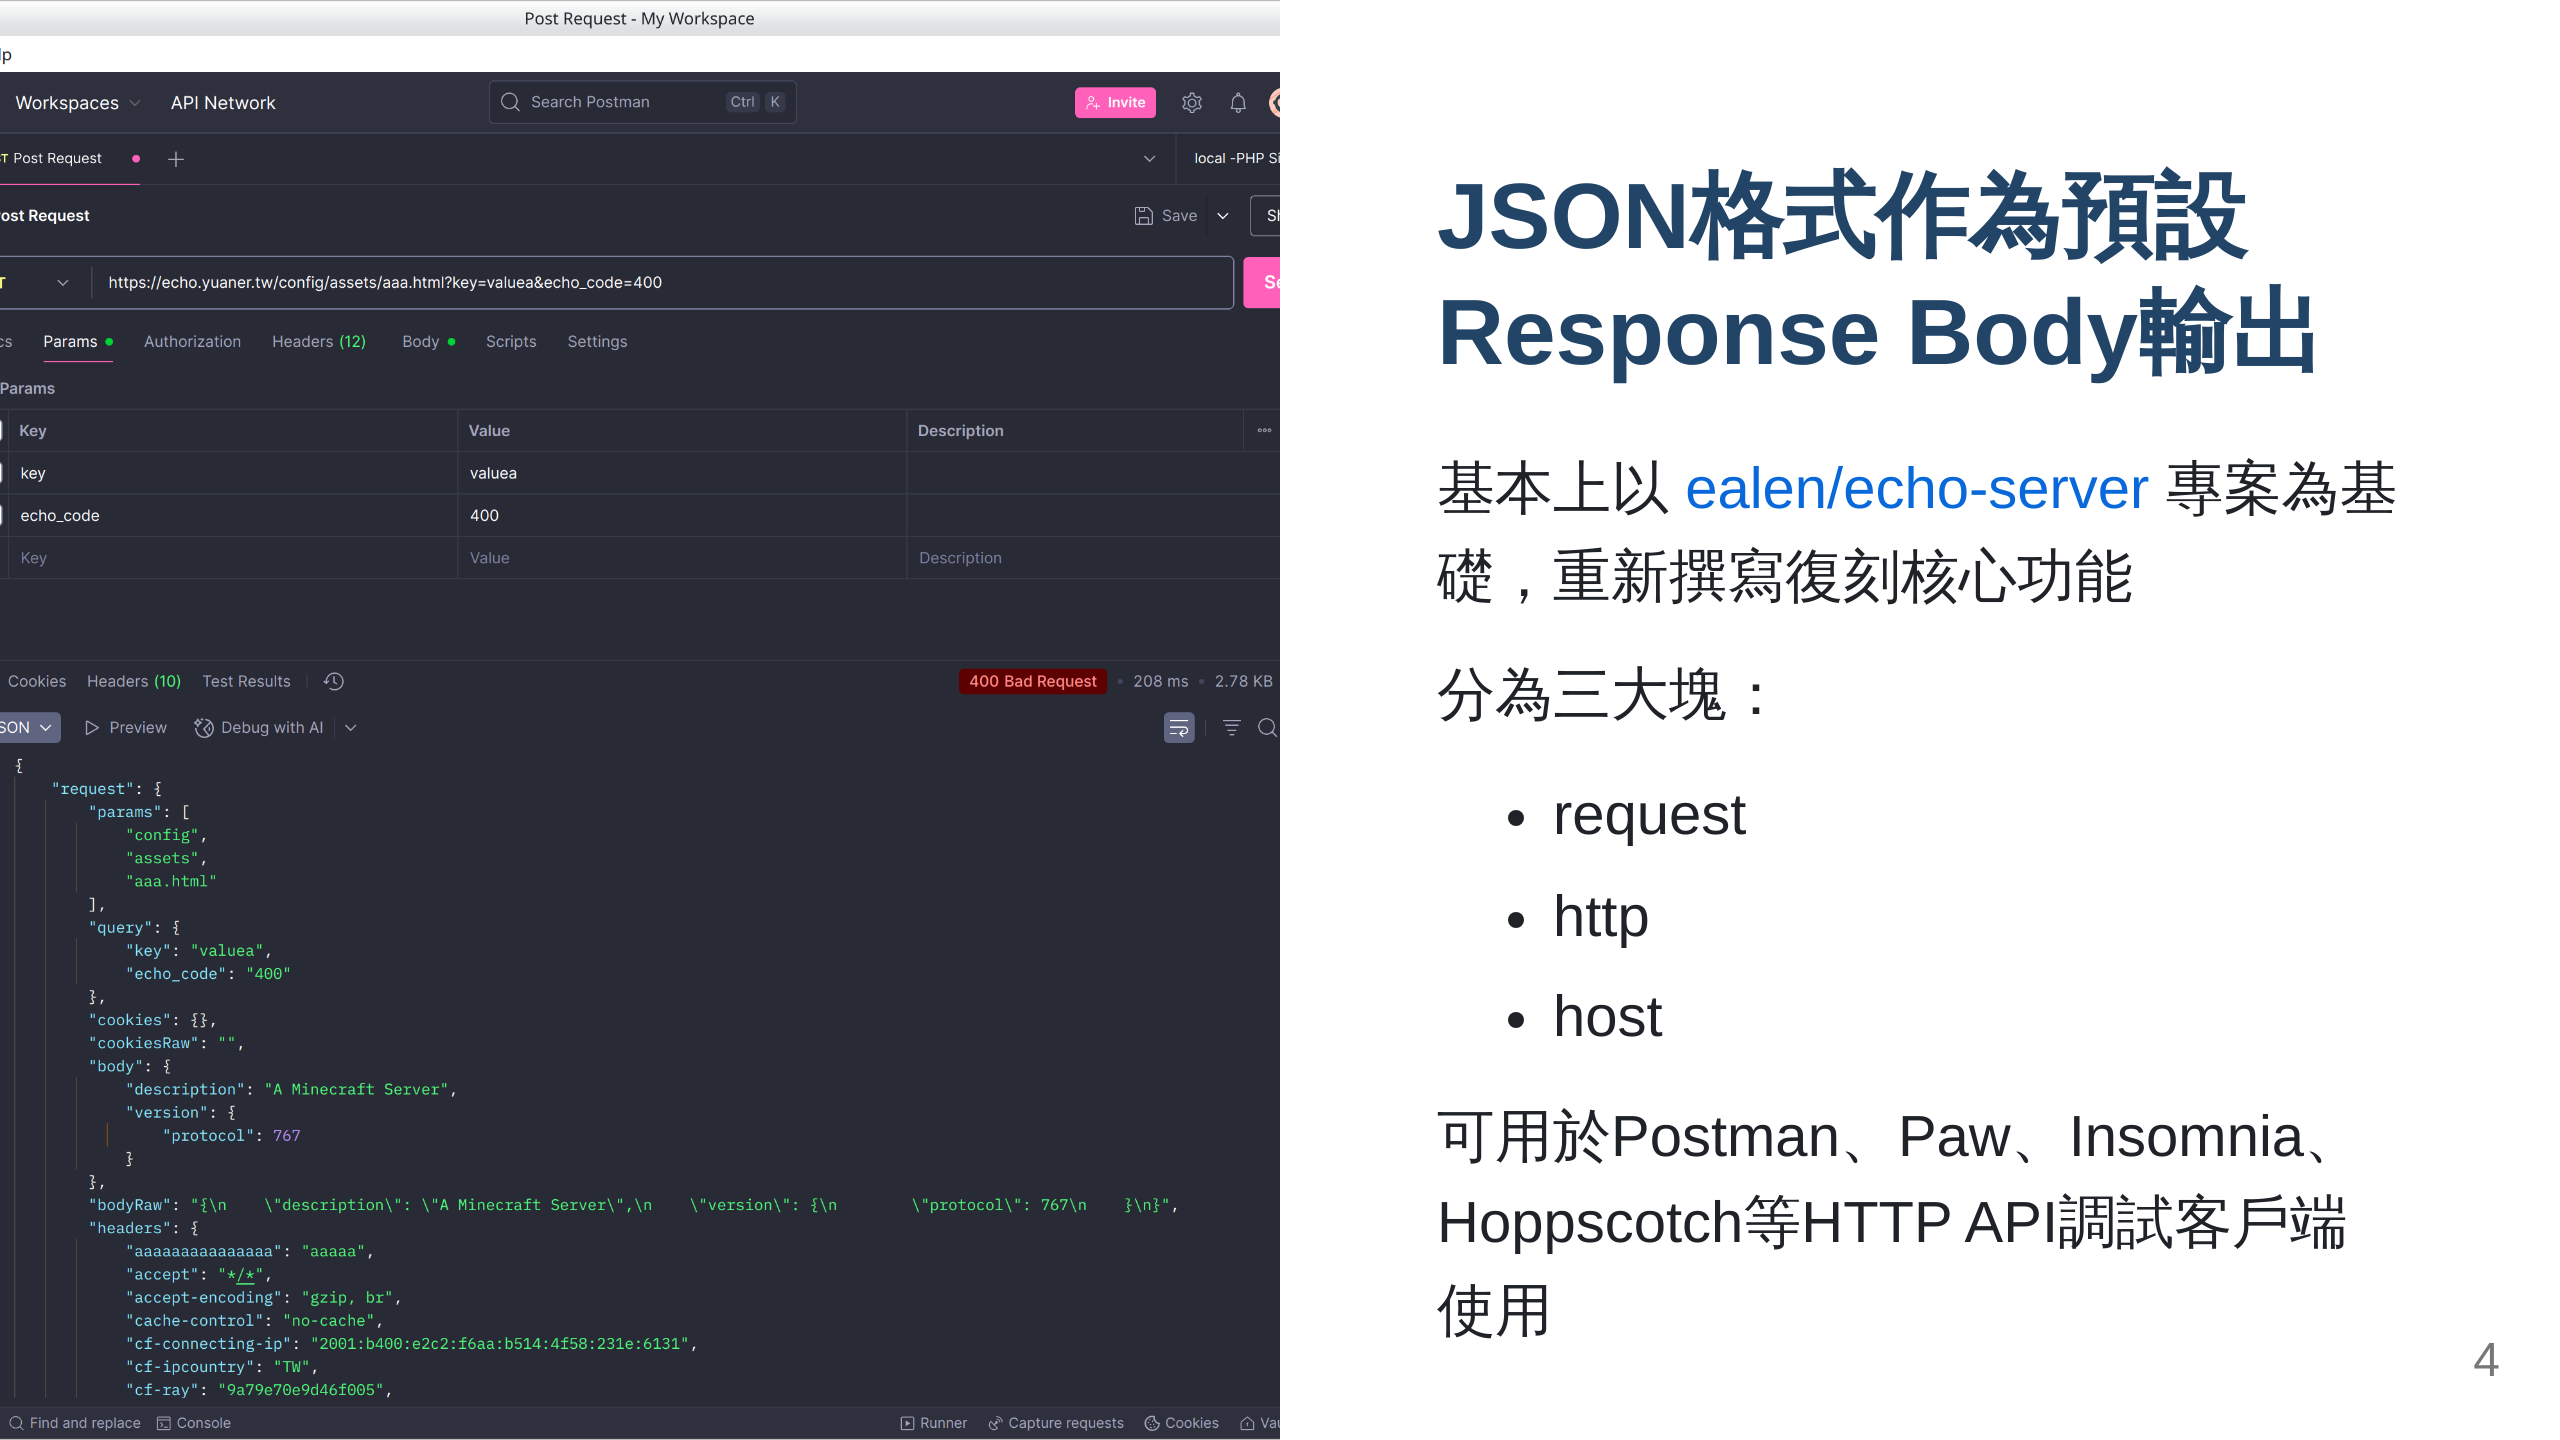 Post Request - My Workspace
lp
Workspaces API Network Search Postman Ctrl K Invite
T Post Request local -PHP Si
ost Request Save Sh
T https://echo.yuaner.tw/config/assets/aaa.html?key=valuea&echo_code=400 Se
cs Params Authorization Headers (12) Body Scripts Settings
Params
Key Value Description
key valuea
echo_code 400
Key Value Description
Cookies Headers (10) Test Results 400 Bad Request 208 ms 2.78 KB
SON Preview Debug with AI
{
"request": {
"params": [
"config",
"assets",
"aaa.html"
],
"query": {
"key": "valuea",
"echo_code": "400"
},
"cookies": {},
"cookiesRaw": "",
"body": {
"description": "A Minecraft Server",
"version": {
"protocol": 767
}
},
"bodyRaw": "{\n    \"description\": \"A Minecraft Server\",\n    \"version\": {\n        \"protocol\": 767\n    }\n}",
"headers": {
"aaaaaaaaaaaaaaa": "aaaaa",
"accept": "*/*",
"accept-encoding": "gzip, br",
"cache-control": "no-cache",
"cf-connecting-ip": "2001:b400:e2c2:f6aa:b514:4f58:231e:6131",
"cf-ipcountry": "TW",
"cf-ray": "9a79e70e9d46f005",
Find and replace Console Runner Capture requests Cookies Vau
JSON格式作為預設
Response Body輸出
基本上以 ealen/echo-server 專案為基
礎，重新撰寫復刻核心功能
分為三大塊：
• request
• http
• host
可用於Postman、Paw、Insomnia、
Hoppscotch等HTTP API調試客戶端
使用
4